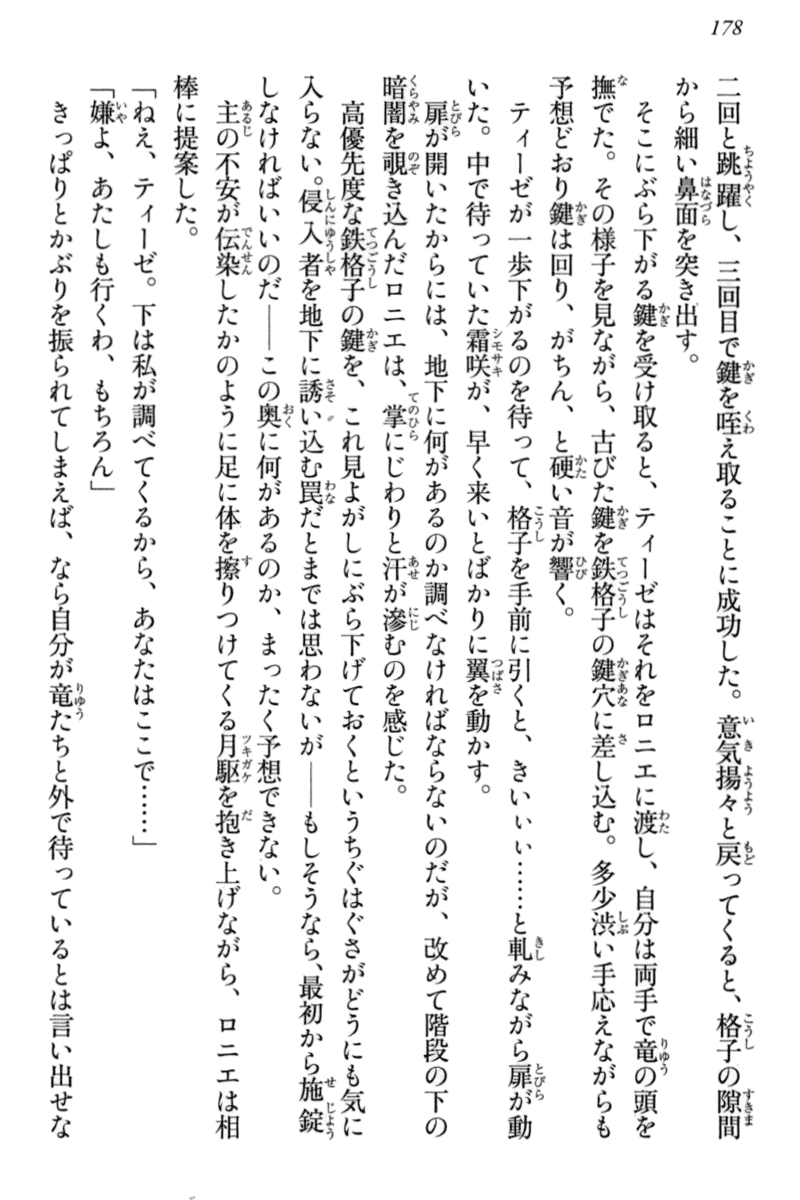 178
二回と跳躍し、三回目で鍵を咥え取ることに成功した。意気揚々と戻ってくると、格子の隙間
から細い鼻面を突き出す。
そこにぶら下がる鍵を受け取ると、ティーゼはそれをロニエに渡し、自分は両手で竜の頭を
撫でた。その様子を見ながら、古びた鍵を鉄格子の鍵穴に差し込む。多少渋い手応えながらも
予想どおり鍵は回り、がちん、と硬い音が響く。
ティーゼが一歩下がるのを待って、格子を手前に引くと、きいぃぃ……と軋みながら扉が動
いた。中で待っていた霜咲が、早く来いとばかりに翼を動かす。
扉が開いたからには、地下に何があるのか調べなければならないのだが、改めて階段の下の
暗闇を覗き込んだロニエは、掌にじわりと汗が滲むのを感じた。
高優先度な鉄格子の鍵を、これ見よがしにぶら下げておくというちぐはぐさがどうにも気に
入らない。侵入者を地下に誘い込む罠だとまでは思わないが――もしそうなら、最初から施錠
しなければいいのだ――この奥に何があるのか、まったく予想できない。
主の不安が伝染したかのように足に体を擦りつけてくる月駆を抱き上げながら、ロニエは相
棒に提案した。
「ねえ、ティーゼ。下は私が調べてくるから、あなたはここで……」
「嫌よ、あたしも行くわ、もちろん」
きっぱりとかぶりを振られてしまえば、なら自分が竜たちと外で待っているとは言い出せな